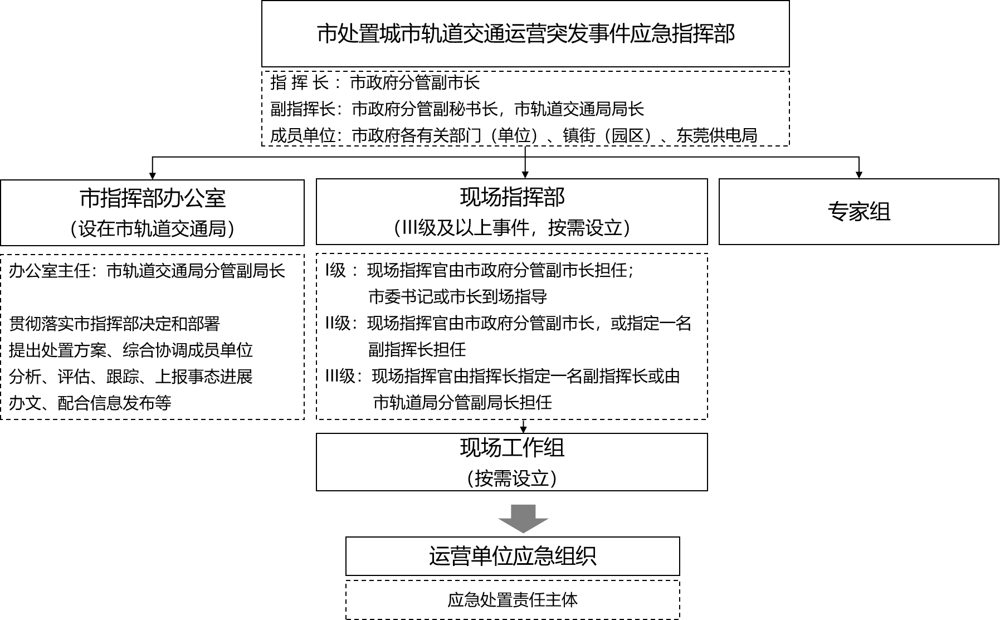 市处置城市轨道交通运营突发事件应急指挥部
指 挥 长 ：市政府分管副市长
副指挥长：市政府分管副秘书长，市轨道交通局局长
成员单位：市政府各有关部门（单位）、镇街（园区）、东莞供电局
市指挥部办公室
（设在市轨道交通局）
办公室主任：市轨道交通局分管副局长
贯彻落实市指挥部决定和部署
提出处置方案、综合协调成员单位
分析、评估、跟踪、上报事态进展
办文、配合信息发布等
现场指挥部
（III级及以上事件，按需设立）
I级 ：现场指挥官由市政府分管副市长担任；
市委书记或市长到场指导
II级：现场指挥官由市政府分管副市长，或指定一名
副指挥长担任
III级：现场指挥官由指挥长指定一名副指挥长或由
市轨道局分管副局长担任
专家组
现场工作组
（按需设立）
运营单位应急组织
应急处置责任主体